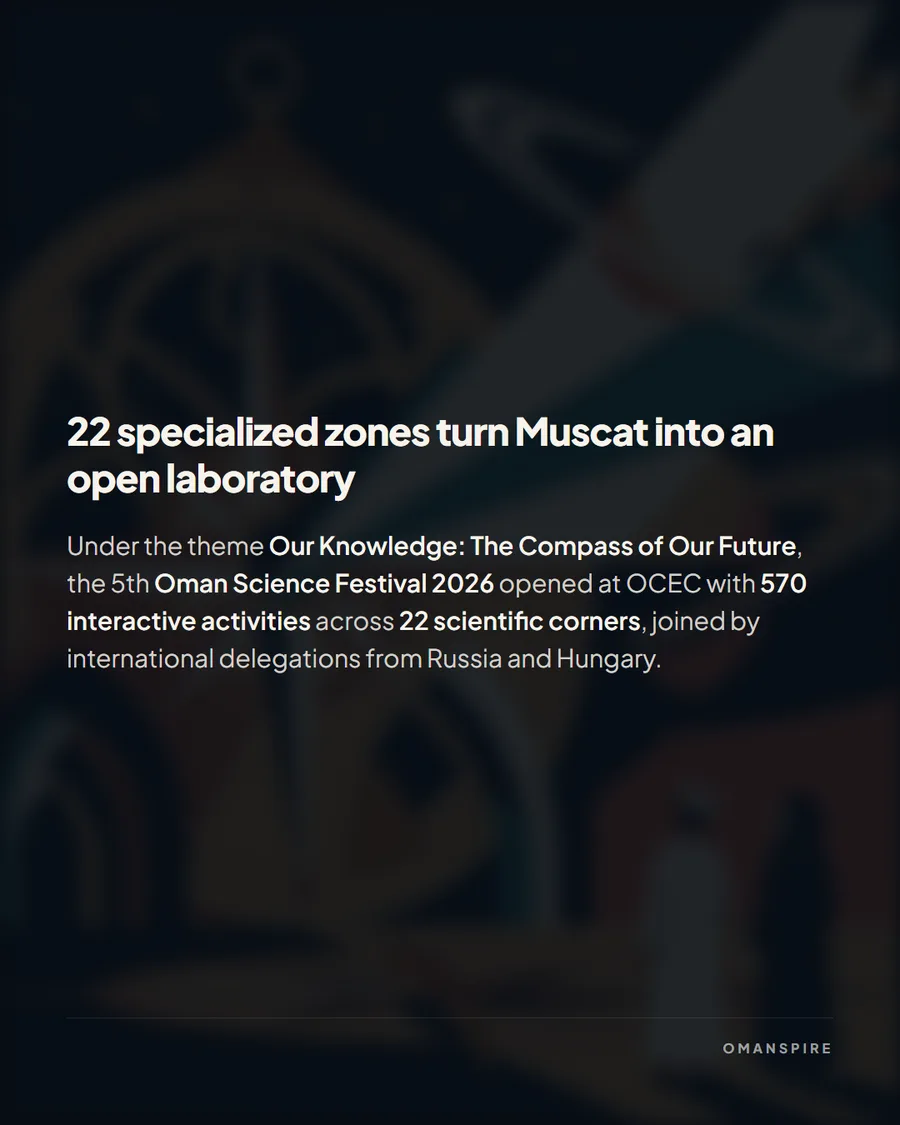 22 specialized zones turn Muscat into an
open laboratory
Under the theme Our Knowledge: The Compass of Our Future,
the 5th Oman Science Festival 2026 opened at OCEC with 570
interactive activities across 22 scientific corners, joined by
international delegations from Russia and Hungary.
OMANSPIRE